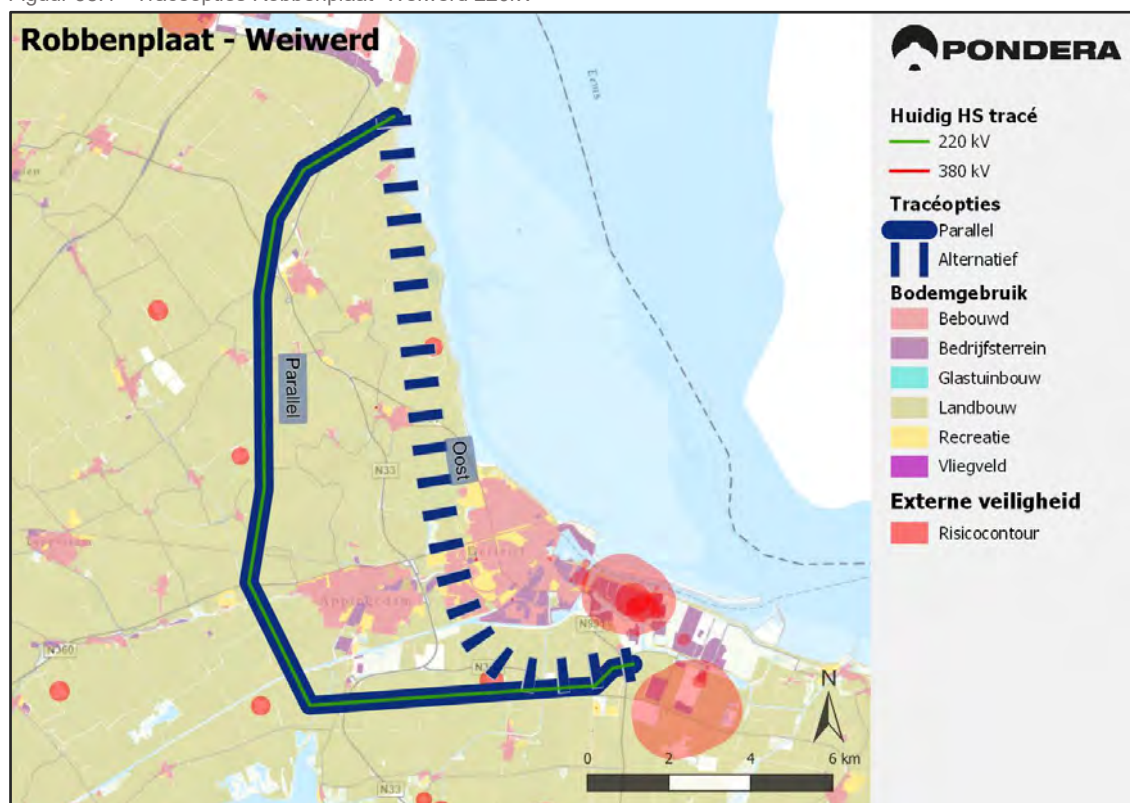 Robbenplaat - Weiwerd
PONDERA
Huidig HS tracé
220 kV
380 kV
Tracéopties
Parallel
Alternatief
Bodemgebruik
Bebouwd
Bedrijfsterrein
Glastuinbouw
Landbouw
Recreatie
Vliegveld
Externe veiligheid
Risicocontour
Eems
Parallel
Oost
N33
Appingedam
N360
N33
N
0 2 4 6 km